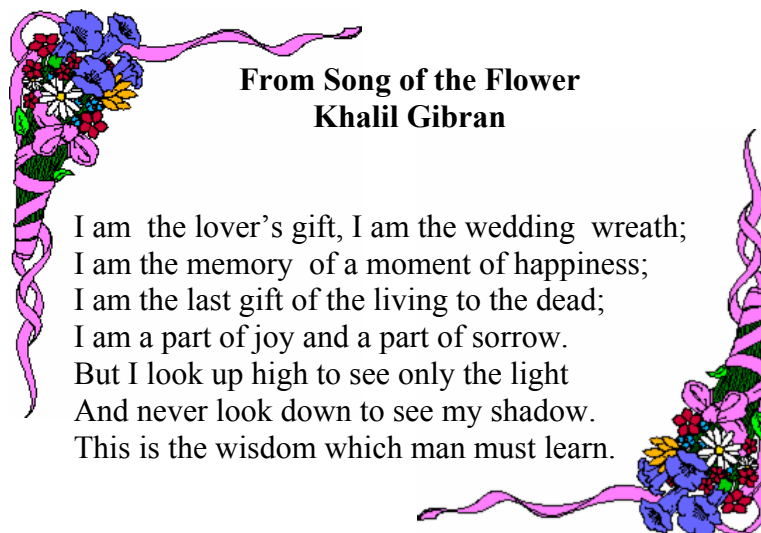 From Song of the Flower
Khalil Gibran
I am the lover’s gift, I am the wedding wreath;
I am the memory of a moment of happiness;
I am the last gift of the living to the dead;
I am a part of joy and a part of sorrow.
But I look up high to see only the light
And never look down to see my shadow.
This is the wisdom which man must learn.